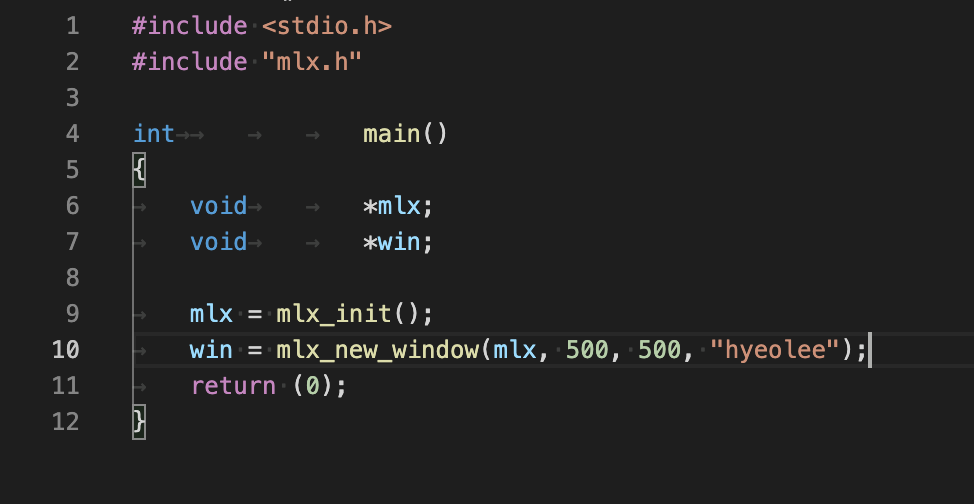 1 #include <stdio.h>
2 #include "mlx.h"
3
4 int main()
5 {
6 void *mlx;
7 void *win;
8
9 mlx = mlx_init();
10 win = mlx_new_window(mlx, 500, 500, "hyeolee");
11 return (0);
12 }